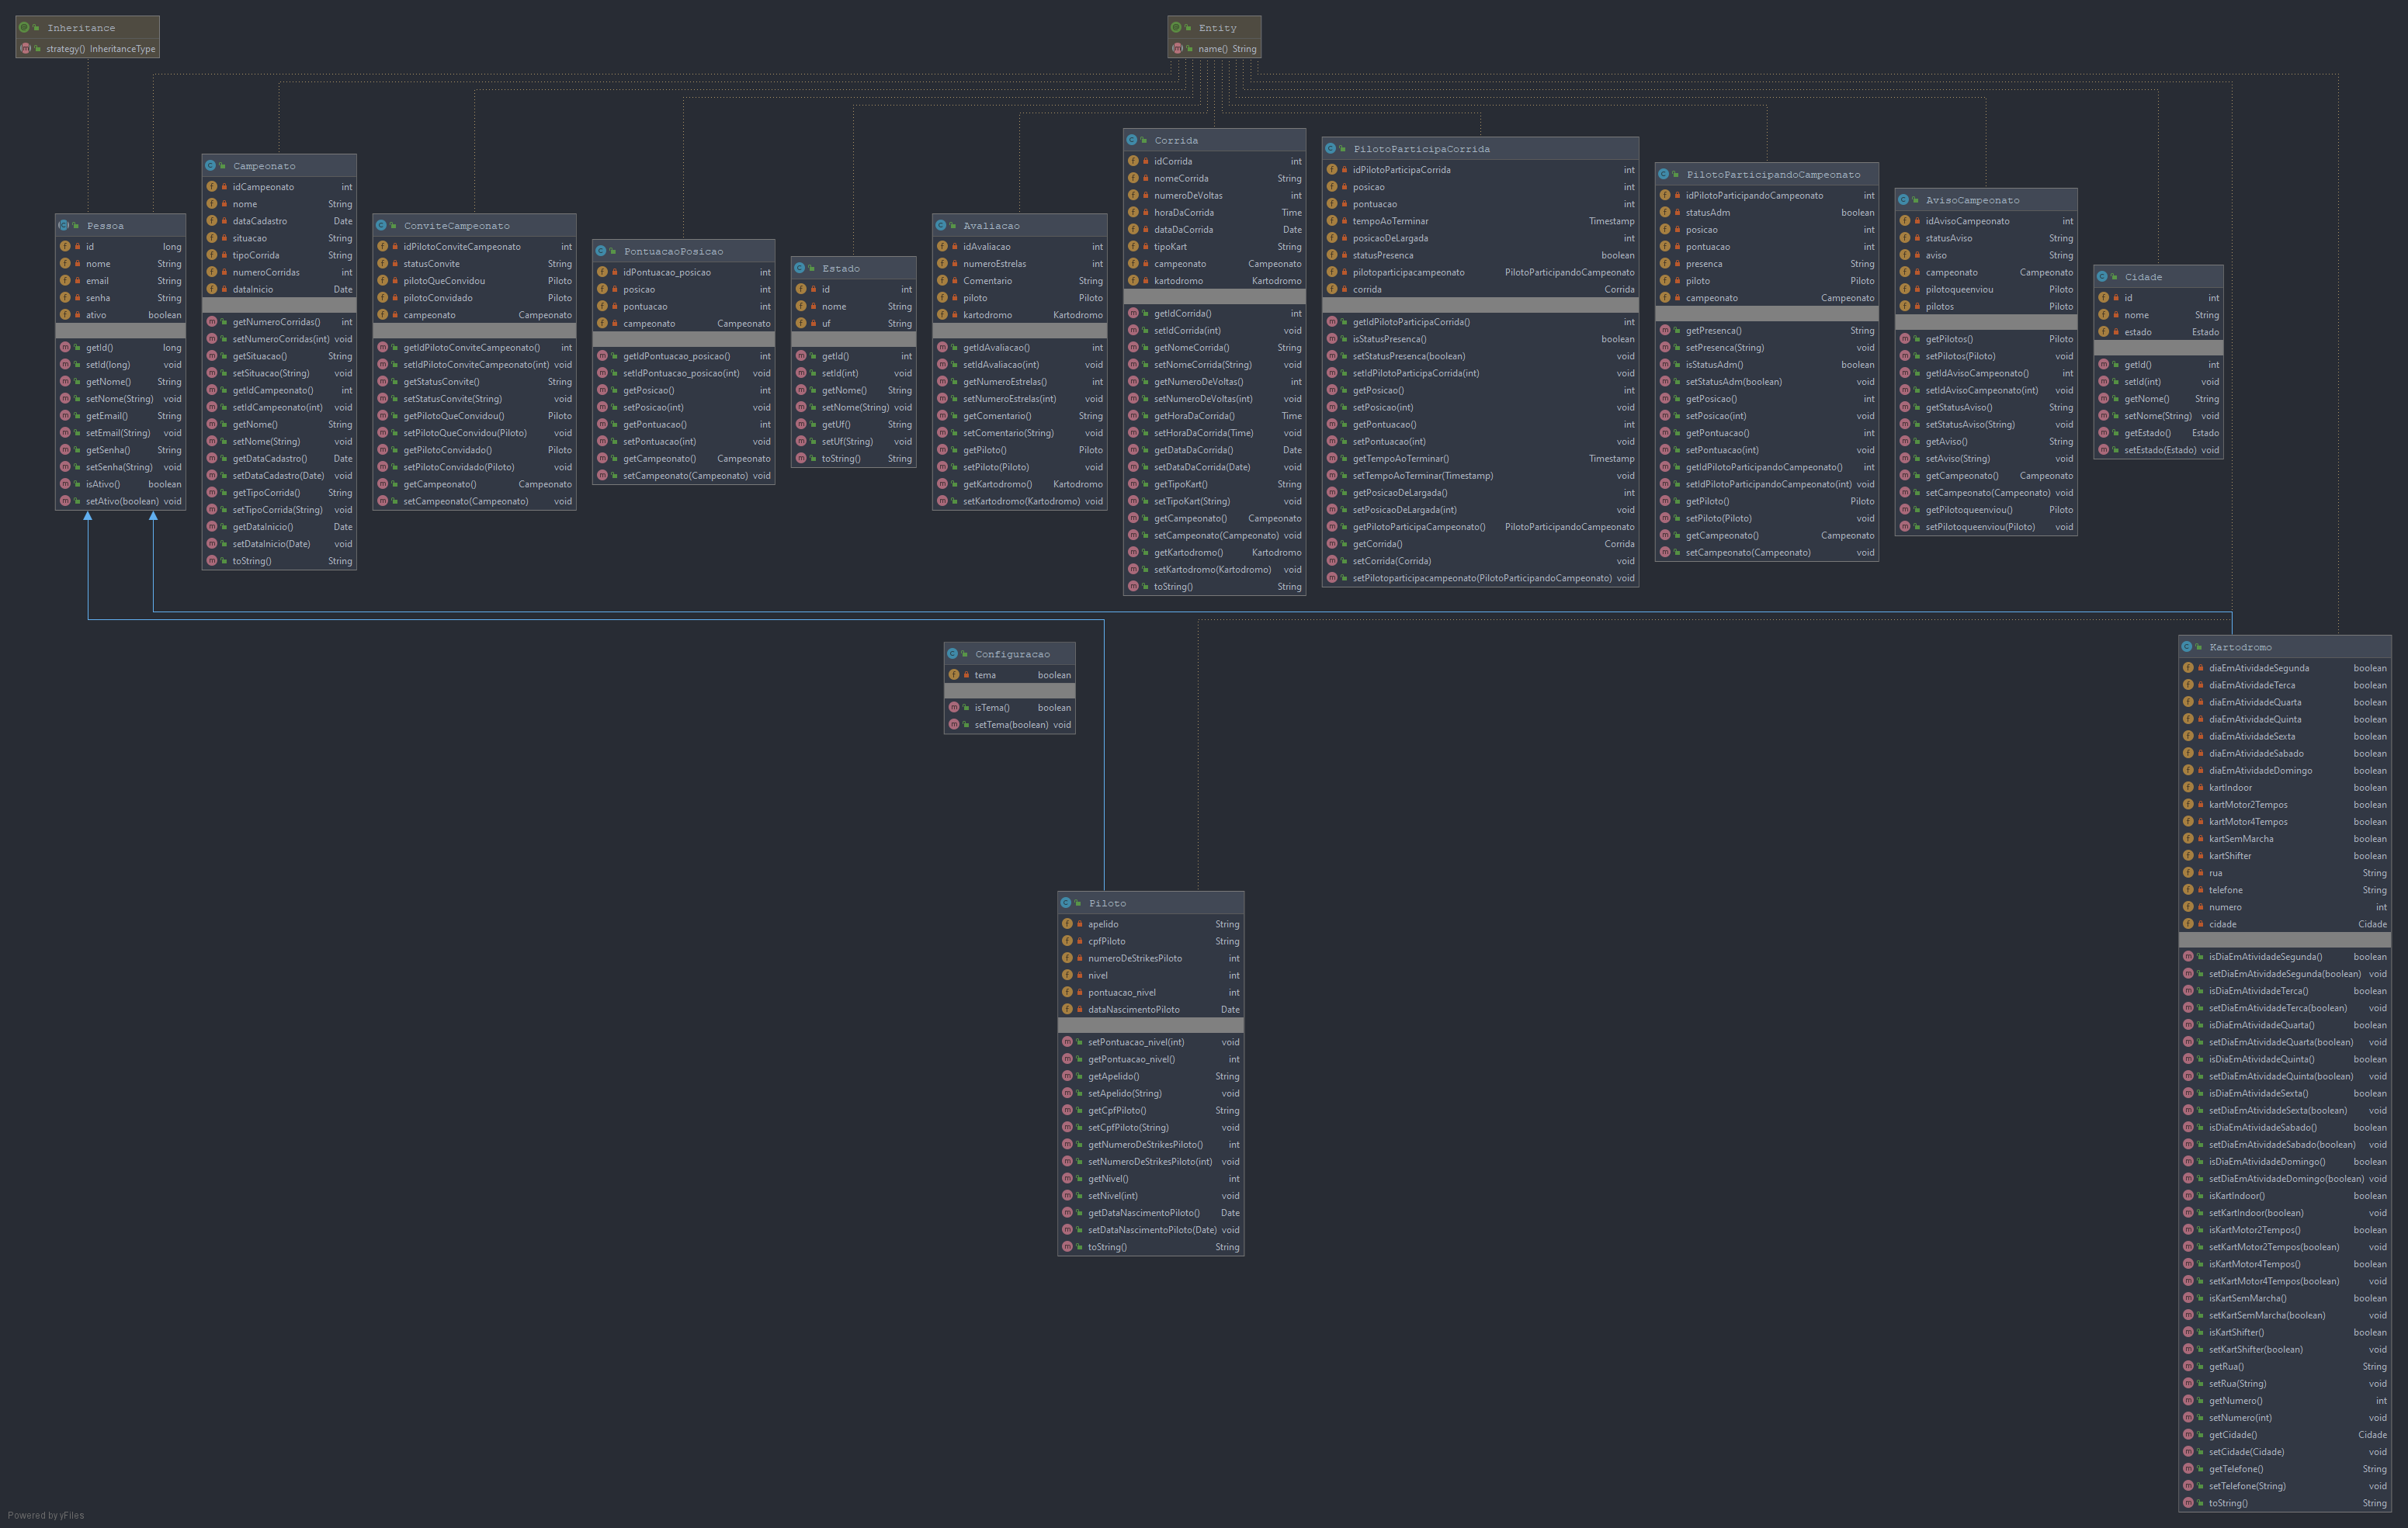 Inheritance
strategy() InheritanceType
Entity
name() String
Pessoa
id long
nome String
email String
senha String
ativo boolean
getId() long
setId(long) void
getNome() String
setNome(String) void
getEmail() String
setEmail(String) void
getSenha() String
setSenha(String) void
isAtivo() boolean
setAtivo(boolean) void
Campeonato
idCampeonato int
nome String
dataCadastro Date
situacao String
tipoCorrida String
numeroCorridas int
dataInicio Date
getNumeroCorridas() int
setNumeroCorridas(int) void
getSituacao() String
setSituacao(String) void
getIdCampeonato() int
setIdCampeonato(int) void
getNome() String
setNome(String) void
getDataCadastro() Date
setDataCadastro(Date) void
getTipoCorrida() String
setTipoCorrida(String) void
getDataInicio() Date
setDataInicio(Date) void
toString() String
ConviteCampeonato
idPilotoConviteCampeonato int
statusConvite String
pilotoQueConvidou Piloto
pilotoConvidado Piloto
campeonato Campeonato
getIdPilotoConviteCampeonato() int
setIdPilotoConviteCampeonato(int) void
getStatusConvite() String
setStatusConvite(String) void
getPilotoQueConvidou() Piloto
setPilotoQueConvidou(Piloto) void
getPilotoConvidado() Piloto
setPilotoConvidado(Piloto) void
getCampeonato() Campeonato
setCampeonato(Campeonato) void
PontuacaoPosicao
idPontuacao_posicao int
posicao int
pontuacao int
campeonato Campeonato
getIdPontuacao_posicao() int
setIdPontuacao_posicao(int) void
getPosicao() int
setPosicao(int) void
getPontuacao() int
setPontuacao(int) void
getCampeonato() Campeonato
setCampeonato(Campeonato) void
Estado
id int
nome String
uf String
getId() int
setId(int) void
getNome() String
setNome(String) void
getUf() String
setUf(String) void
toString() String
Avaliacao
idAvaliacao int
numeroEstrelas int
Comentario String
piloto Piloto
kartodromo Kartodromo
getIdAvaliacao() int
setIdAvaliacao(int) void
getNumeroEstrelas() int
setNumeroEstrelas(int) void
getComentario() String
setComentario(String) void
getPiloto() Piloto
setPiloto(Piloto) void
getKartodromo() Kartodromo
setKartodromo(Kartodromo) void
Corrida
idCorrida int
nomeCorrida String
numeroDeVoltas int
horaDaCorrida Time
dataDaCorrida Date
tipoKart String
campeonato Campeonato
kartodromo Kartodromo
getIdCorrida() int
setIdCorrida(int) void
getNomeCorrida() String
setNomeCorrida(String) void
getNumeroDeVoltas() int
setNumeroDeVoltas(int) void
getHoraDaCorrida() Time
setHoraDaCorrida(Time) void
getDataDaCorrida() Date
setDataDaCorrida(Date) void
getTipoKart() String
setTipoKart(String) void
getCampeonato() Campeonato
setCampeonato(Campeonato) void
getKartodromo() Kartodromo
setKartodromo(Kartodromo) void
toString() String
PilotoParticipaCorrida
idPilotoParticipaCorrida int
posicao int
pontuacao int
tempoAoTerminar Timestamp
posicaoDeLargada int
statusPresenca boolean
pilotoparticipacampeonato PilotoParticipandoCampeonato
corrida Corrida
getIdPilotoParticipaCorrida() int
isStatusPresenca() boolean
setStatusPresenca(boolean) void
setIdPilotoParticipaCorrida(int) void
getPosicao() int
setPosicao(int) void
getPontuacao() int
setPontuacao(int) void
getTempoAoTerminar() Timestamp
setTempoAoTerminar(Timestamp) void
getPosicaoDeLargada() int
setPosicaoDeLargada(int) void
getPilotoParticipaCampeonato() PilotoParticipandoCampeonato
getCorrida() Corrida
setCorrida(Corrida) void
setPilotoparticipacampeonato(PilotoParticipandoCampeonato) void
PilotoParticipandoCampeonato
idPilotoParticipandoCampeonato int
statusAdm boolean
posicao int
pontuacao int
presenca String
piloto Piloto
campeonato Campeonato
getPresenca() String
setPresenca(String) void
isStatusAdm() boolean
setStatusAdm(boolean) void
getPosicao() int
setPosicao(int) void
getPontuacao() int
setPontuacao(int) void
getIdPilotoParticipandoCampeonato() int
setIdPilotoParticipandoCampeonato(int) void
getPiloto() Piloto
setPiloto(Piloto) void
getCampeonato() Campeonato
setCampeonato(Campeonato) void
AvisoCampeonato
idAvisoCampeonato int
statusAviso String
aviso String
campeonato Campeonato
pilotoqueenviou Piloto
pilotos Piloto
getPilotos() Piloto
setPilotos(Piloto) void
getIdAvisoCampeonato() int
setIdAvisoCampeonato(int) void
getStatusAviso() String
setStatusAviso(String) void
getAviso() String
setAviso(String) void
getCampeonato() Campeonato
setCampeonato(Campeonato) void
getPilotoqueenviou() Piloto
setPilotoqueenviou(Piloto) void
Cidade
id int
nome String
estado Estado
getId() int
setId(int) void
getNome() String
setNome(String) void
getEstado() Estado
setEstado(Estado) void
Configuracao
tema boolean
isTema() boolean
setTema(boolean) void
Piloto
apelido String
cpfPiloto String
numeroDeStrikesPiloto int
nivel int
pontuacao_nivel int
dataNascimentoPiloto Date
setPontuacao_nivel(int) void
getPontuacao_nivel() int
getApelido() String
setApelido(String) void
getCpfPiloto() String
setCpfPiloto(String) void
getNumeroDeStrikesPiloto() int
setNumeroDeStrikesPiloto(int) void
getNivel() int
setNivel(int) void
getDataNascimentoPiloto() Date
setDataNascimentoPiloto(Date) void
toString() String
Kartodromo
diaEmAtividadeSegunda boolean
diaEmAtividadeTerca boolean
diaEmAtividadeQuarta boolean
diaEmAtividadeQuinta boolean
diaEmAtividadeSexta boolean
diaEmAtividadeSabado boolean
diaEmAtividadeDomingo boolean
kartIndoor boolean
kartMotor2Tempos boolean
kartMotor4Tempos boolean
kartSemMarcha boolean
kartShifter boolean
rua String
telefone String
numero int
cidade Cidade
isDiaEmAtividadeSegunda() boolean
setDiaEmAtividadeSegunda(boolean) void
isDiaEmAtividadeTerca() boolean
setDiaEmAtividadeTerca(boolean) void
isDiaEmAtividadeQuarta() boolean
setDiaEmAtividadeQuarta(boolean) void
isDiaEmAtividadeQuinta() boolean
setDiaEmAtividadeQuinta(boolean) void
isDiaEmAtividadeSexta() boolean
setDiaEmAtividadeSexta(boolean) void
isDiaEmAtividadeSabado() boolean
setDiaEmAtividadeSabado(boolean) void
isDiaEmAtividadeDomingo() boolean
setDiaEmAtividadeDomingo(boolean) void
isKartIndoor() boolean
setKartIndoor(boolean) void
isKartMotor2Tempos() boolean
setKartMotor2Tempos(boolean) void
isKartMotor4Tempos() boolean
setKartMotor4Tempos(boolean) void
isKartSemMarcha() boolean
setKartSemMarcha(boolean) void
isKartShifter() boolean
setKartShifter(boolean) void
getRua() String
setRua(String) void
getNumero() int
setNumero(int) void
getCidade() Cidade
setCidade(Cidade) void
getTelefone() String
setTelefone(String) void
toString() String
Powered by yFiles